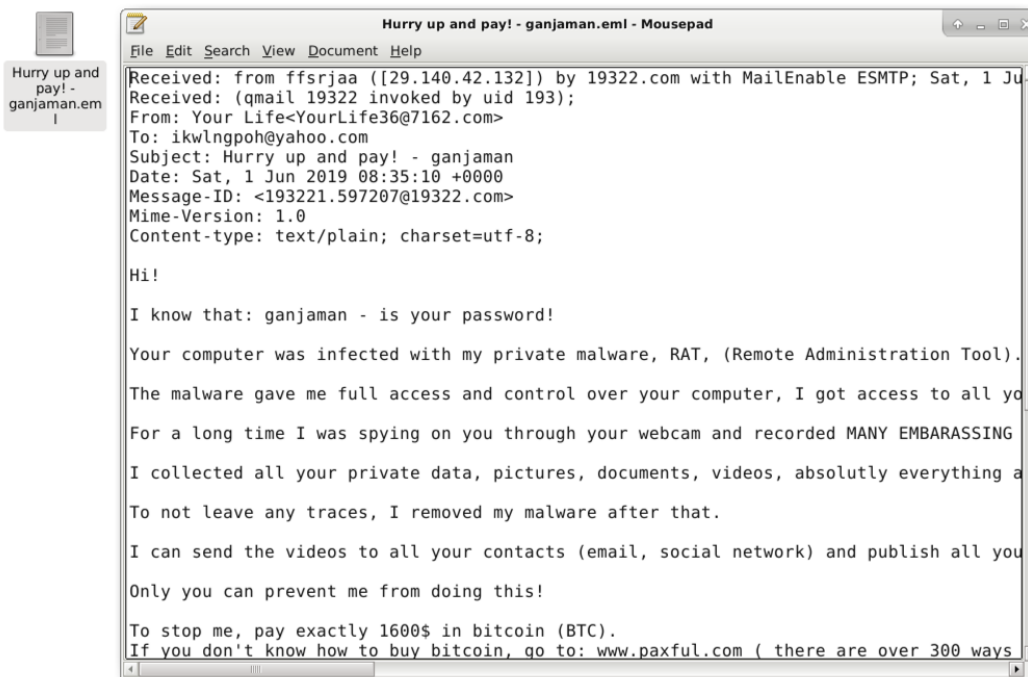 Hurry up and pay! - ganjaman.eml - Mousepad
File Edit Search View Document Help
Hurry up and
pay! -
ganjaman.em
l
Received: from ffsrjaa ([29.140.42.132]) by 19322.com with MailEnable ESMTP; Sat, 1 Ju
Received: (qmail 19322 invoked by uid 193);
From: Your Life<YourLife36@7162.com>
To: ikwlngpoh@yahoo.com
Subject: Hurry up and pay! - ganjaman
Date: Sat, 1 Jun 2019 08:35:10 +0000
Message-ID: <193221.597207@19322.com>
Mime-Version: 1.0
Content-type: text/plain; charset=utf-8;
Hi!
I know that: ganjaman - is your password!
Your computer was infected with my private malware, RAT, (Remote Administration Tool).
The malware gave me full access and control over your computer, I got access to all yo
For a long time I was spying on you through your webcam and recorded MANY EMBARASSING
I collected all your private data, pictures, documents, videos, absolutly everything a
To not leave any traces, I removed my malware after that.
I can send the videos to all your contacts (email, social network) and publish all you
Only you can prevent me from doing this!
To stop me, pay exactly 1600$ in bitcoin (BTC).
If you don't know how to buy bitcoin, go to: www.paxful.com ( there are over 300 ways